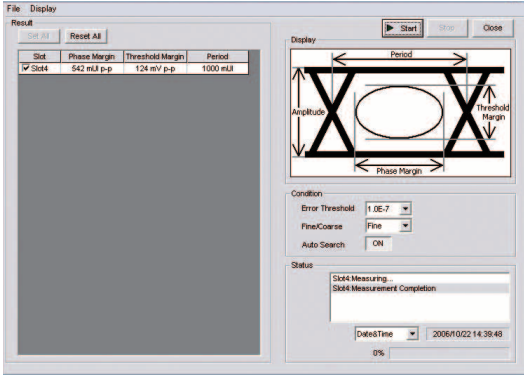 File Display
Result
Set All Reset All
Slot Phase Margin Threshold Margin Period
Slot4 542 mUI p-p 124 mV p-p 1000 mUI
Start Stop Close
Display
Period
Amplitude
Threshold
Margin
Phase Margin
Condition
Error Threshold 1.0E-7
Fine/Coarse Fine
Auto Search ON
Status
Slot4:Measuring...
Slot4:Measurement Completion
Date&Time 2006/10/22 14:39:48
0%